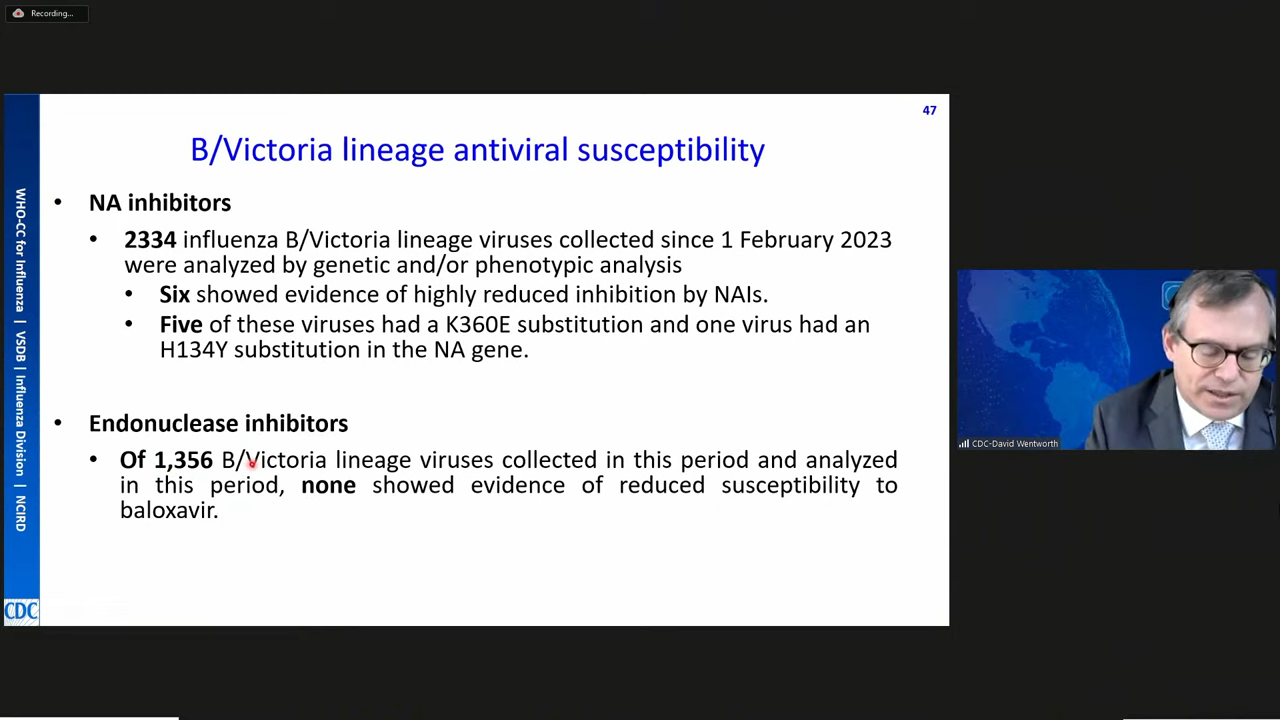 Recording...
47
B/Victoria lineage antiviral susceptibility
• NA inhibitors
• 2334 influenza B/Victoria lineage viruses collected since 1 February 2023
were analyzed by genetic and/or phenotypic analysis
• Six showed evidence of highly reduced inhibition by NAIs.
• Five of these viruses had a K360E substitution and one virus had an
H134Y substitution in the NA gene.
• Endonuclease inhibitors
• Of 1,356 B/Victoria lineage viruses collected in this period and analyzed
in this period, none showed evidence of reduced susceptibility to
baloxavir.
WHO-CC for Influenza | VSDB | Influenza Division | NCIRD
CDC
CDC-David Wentworth